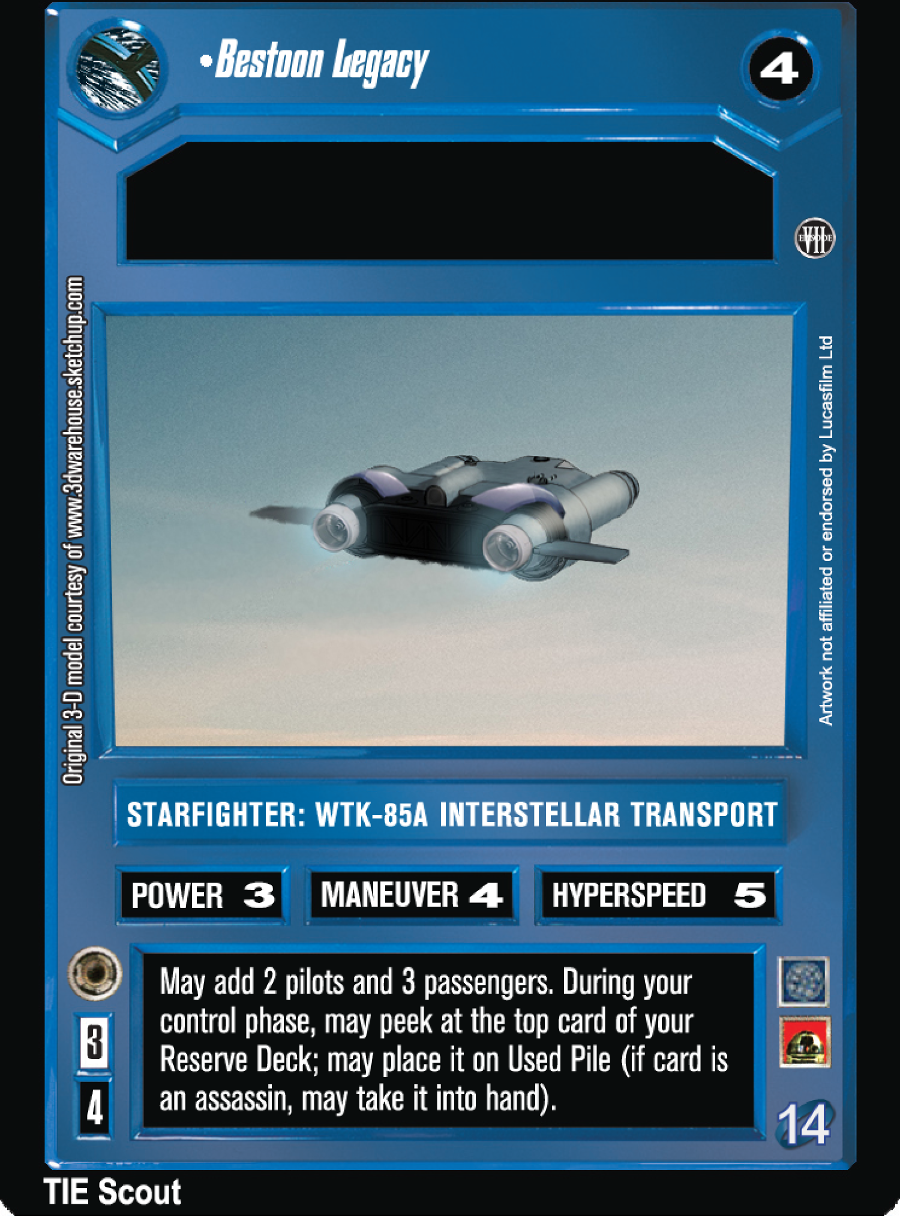 •Bestoon Legacy
4
EPISODE
VII
Original 3-D model courtesy of www.3dwarehouse.sketchup.com
Artwork not affiliated or endorsed by Lucasfilm Ltd
STARFIGHTER: WTK-85A INTERSTELLAR TRANSPORT
POWER 3
MANEUVER 4
HYPERSPEED 5
May add 2 pilots and 3 passengers. During your
control phase, may peek at the top card of your
Reserve Deck; may place it on Used Pile (if card is
an assassin, may take it into hand).
3
4
14
TIE Scout